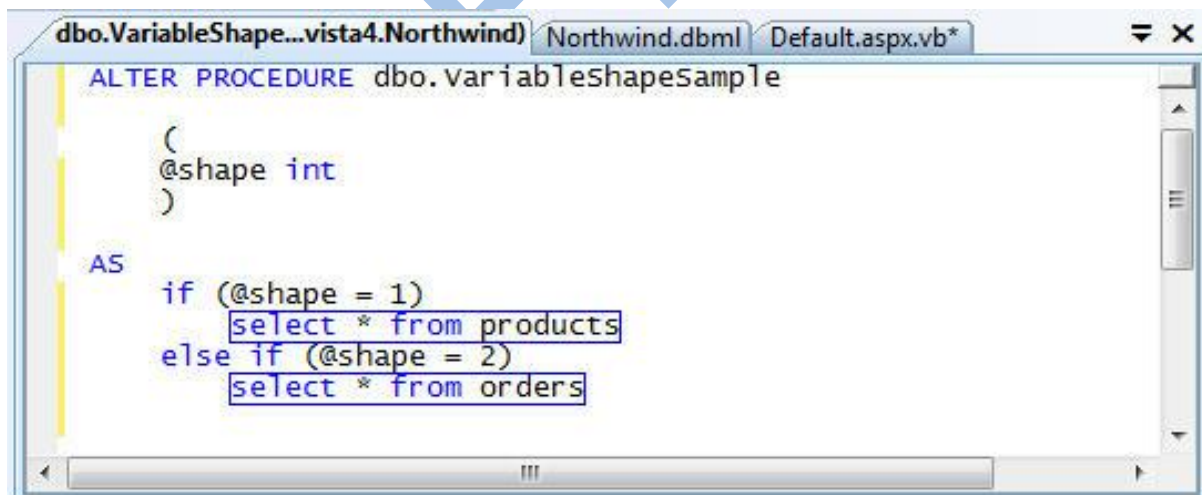 dbo.VariableShape...vista4.Northwind) Northwind.dbml Default.aspx.vb*
ALTER PROCEDURE dbo.VariableShapeSample
(
@shape int
)
AS
if (@shape = 1)
select * from products
else if (@shape = 2)
select * from orders